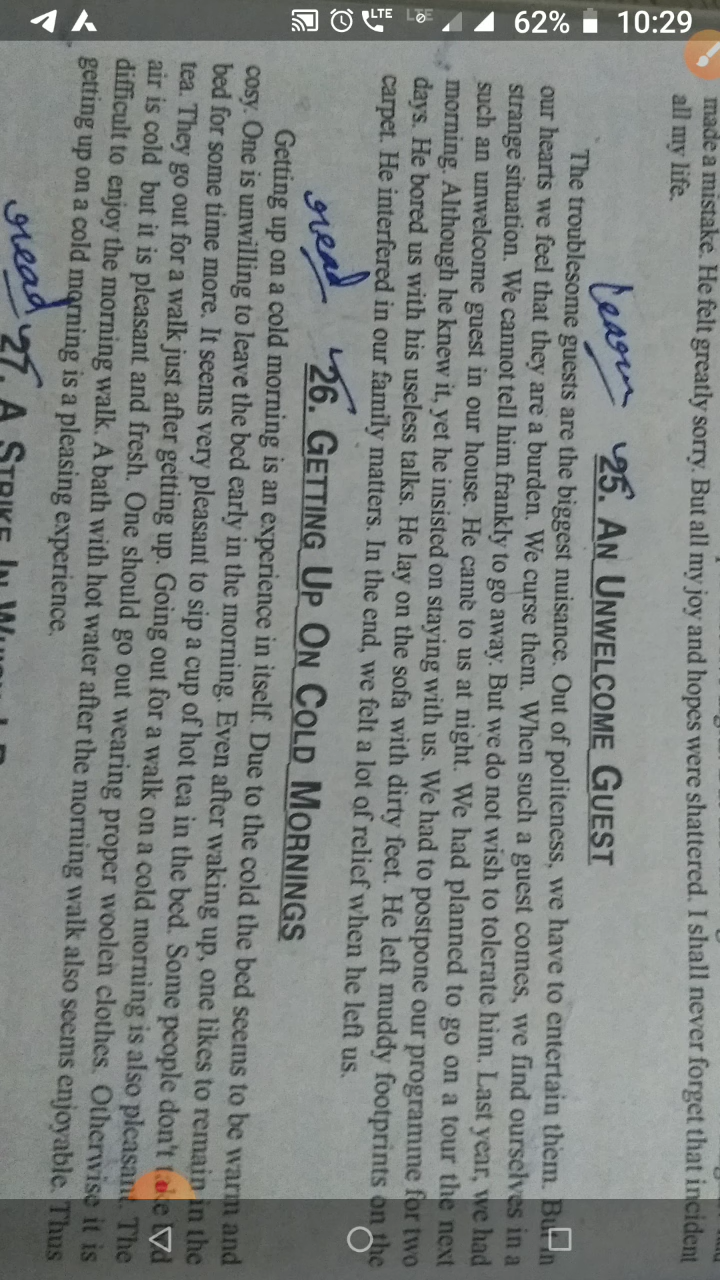 LTE 62% 10:29
made a mistake. He felt greatly sorry. But all my joy and hopes were shattered. I shall never forget that incident
all my life.
learn 25. AN UNWELCOME GUEST
The troublesome guests are the biggest nuisance. Out of politeness, we have to entertain them. But in
our hearts we feel that they are a burden. We curse them. When such a guest comes, we find ourselves in a
strange situation. We cannot tell him frankly to go away. But we do not wish to tolerate him. Last year, we had
such an unwelcome guest in our house. He came to us at night. We had planned to go on a tour the next
morning. Although he knew it, yet he insisted on staying with us. We had to postpone our programme for two
days. He bored us with his useless talks. He lay on the sofa with dirty feet. He left muddy footprints on the
carpet. He interfered in our family matters. In the end, we felt a lot of relief when he left us.
read 26. GETTING UP ON COLD MORNINGS
Getting up on a cold morning is an experience in itself. Due to the cold the bed seems to be warm and
cosy. One is unwilling to leave the bed early in the morning. Even after waking up, one likes to remain in the
bed for some time more. It seems very pleasant to sip a cup of hot tea in the bed. Some people don't
tea. They go out for a walk just after getting up. Going out for a walk on a cold morning is also pleasant. The
air is cold but it is pleasant and fresh. One should go out wearing proper woolen clothes. Otherwise it is
difficult to enjoy the morning walk. A bath with hot water after the morning walk also seems enjoyable. Thus
getting up on a cold morning is a pleasing experience.
read 27. A STRIKE IN